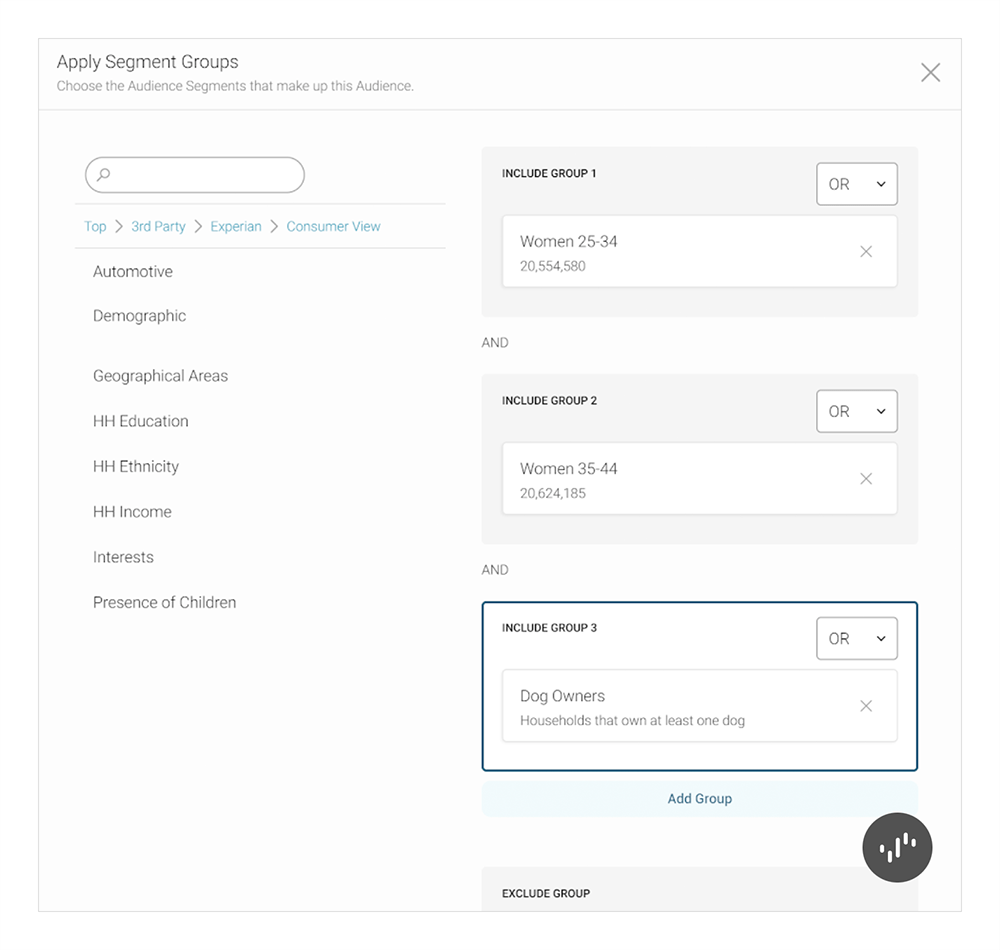 Apply Segment Groups
Choose the Audience Segments that make up this Audience.
Top > 3rd Party > Experian > Consumer View
Automotive
Demographic
Geographical Areas
HH Education
HH Ethnicity
HH Income
Interests
Presence of Children
INCLUDE GROUP 1
OR
Women 25-34
20,554,580
AND
INCLUDE GROUP 2
OR
Women 35-44
20,624,185
AND
INCLUDE GROUP 3
OR
Dog Owners
Households that own at least one dog
Add Group
EXCLUDE GROUP